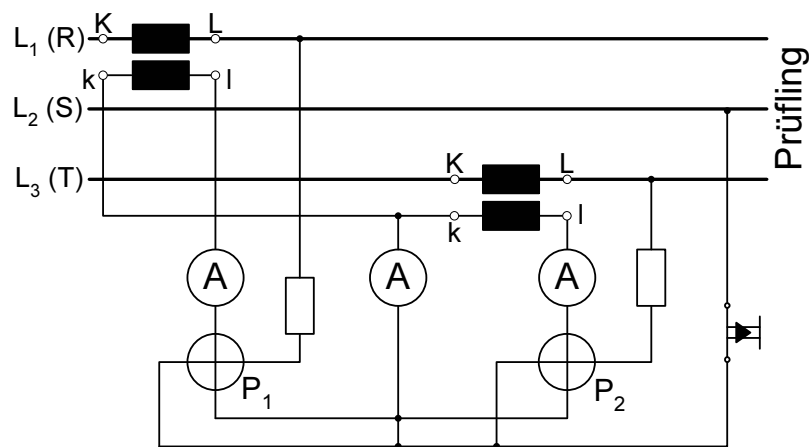 L₁ (R) K L
k l
L₂ (S)
L₃ (T) K L
k l
A A A
P₁ P₂
Prüfling